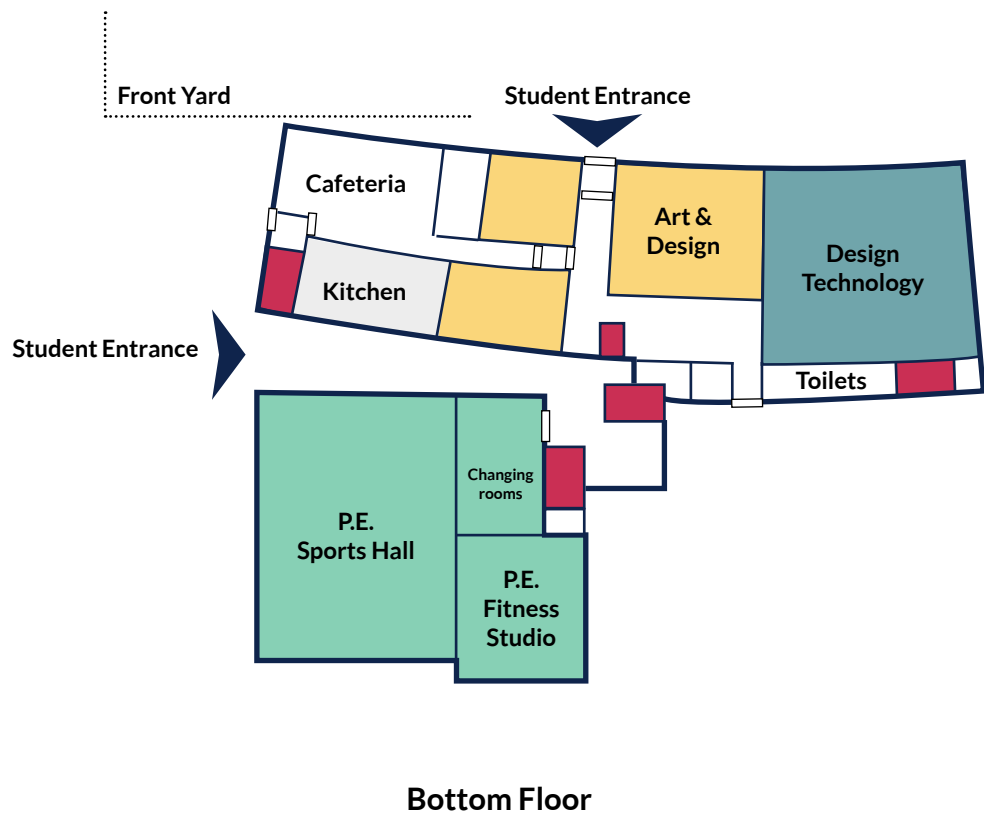 Front Yard
Student Entrance
Cafeteria
Art &
Design
Design
Technology
Kitchen
Student Entrance
Toilets
Changing
rooms
P.E.
Sports Hall
P.E.
Fitness
Studio
Bottom Floor